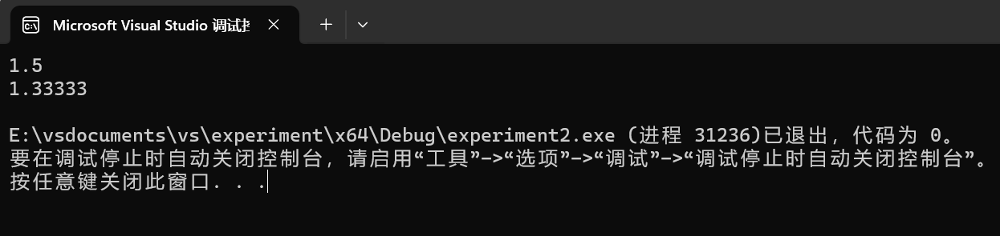 Microsoft Visual Studio 调试
1.5
1.33333
E:\vsdocuments\vs\experiment\x64\Debug\experiment2.exe (进程 31236)已退出，代码为 0。
要在调试停止时自动关闭控制台，请启用“工具”->“选项”->“调试”->“调试停止时自动关闭控制台”。
按任意键关闭此窗口. . .